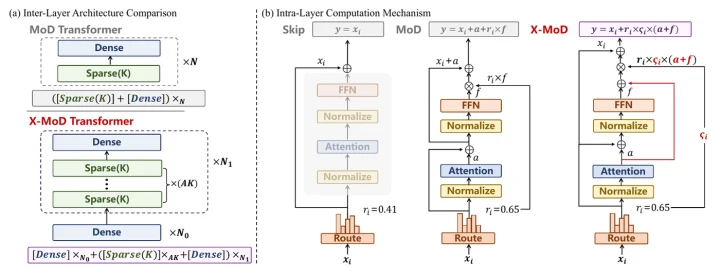 (a) Inter-Layer Architecture Comparison
MoD Transformer
Dense
Sparse(K)
×N
([Sparse(K)] + [Dense]) ×N
X-MoD Transformer
Dense
Sparse(K)
Sparse(K)
×(AK)
×N1
Dense
×N0
[Dense] ×N0 + ([Sparse(K)] ×AK + [Dense]) ×N1
(b) Intra-Layer Computation Mechanism
Skip
y = xi
xi
FFN
Normalize
Attention
Normalize
ri=0.41
Route
xi
MoD
y = xi+a+ri×f
xi+a
ri×f
f
FFN
Normalize
a
Attention
Normalize
ri=0.65
Route
xi
X-MoD
y = xi+ri×ςi×(a+f)
xi
ri×ςi×(a+f)
f
FFN
Normalize
ςi
a
Attention
Normalize
ri=0.65
Route
xi